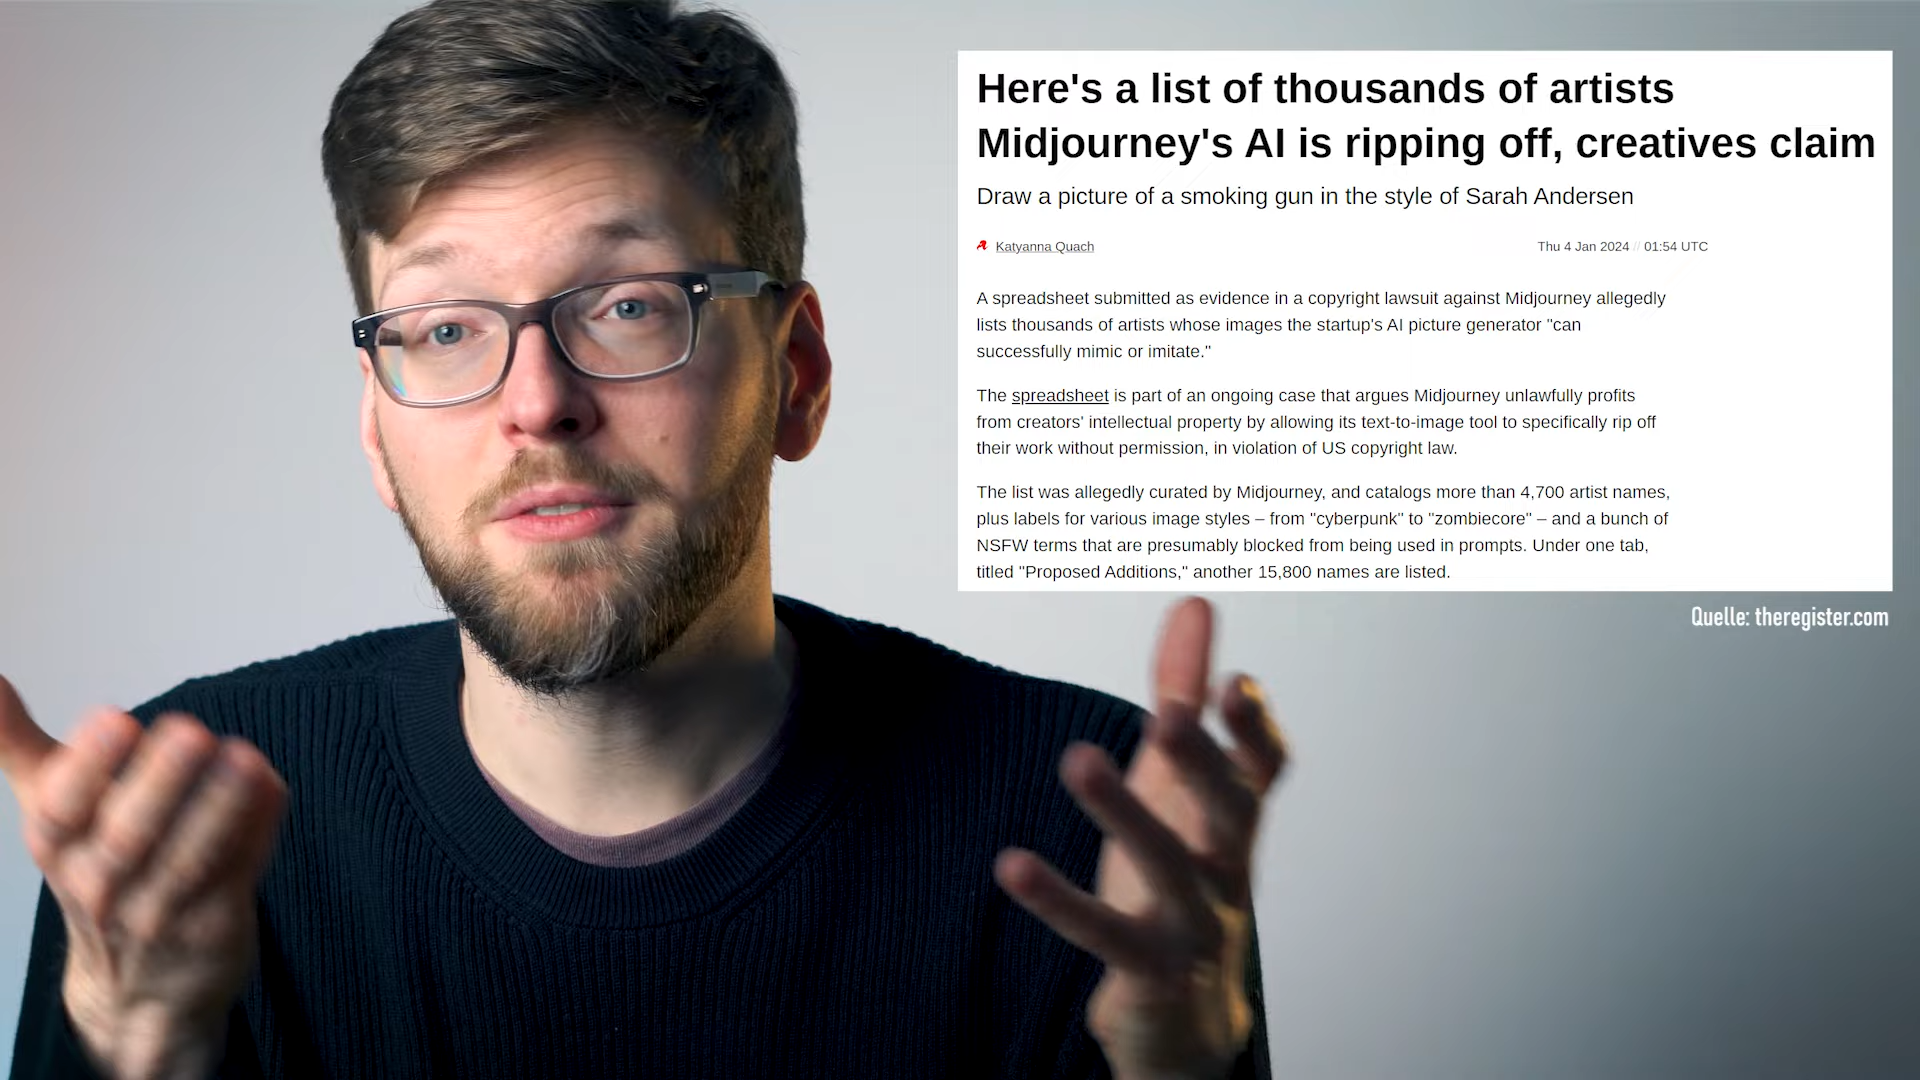 Here's a list of thousands of artists
Midjourney's AI is ripping off, creatives claim
Draw a picture of a smoking gun in the style of Sarah Andersen
Katyanna Quach
Thu 4 Jan 2024 // 01:54 UTC
A spreadsheet submitted as evidence in a copyright lawsuit against Midjourney allegedly
lists thousands of artists whose images the startup's AI picture generator "can
successfully mimic or imitate."
The spreadsheet is part of an ongoing case that argues Midjourney unlawfully profits
from creators' intellectual property by allowing its text-to-image tool to specifically rip off
their work without permission, in violation of US copyright law.
The list was allegedly curated by Midjourney, and catalogs more than 4,700 artist names,
plus labels for various image styles – from "cyberpunk" to "zombiecore" – and a bunch of
NSFW terms that are presumably blocked from being used in prompts. Under one tab,
titled "Proposed Additions," another 15,800 names are listed.
Quelle: theregister.com